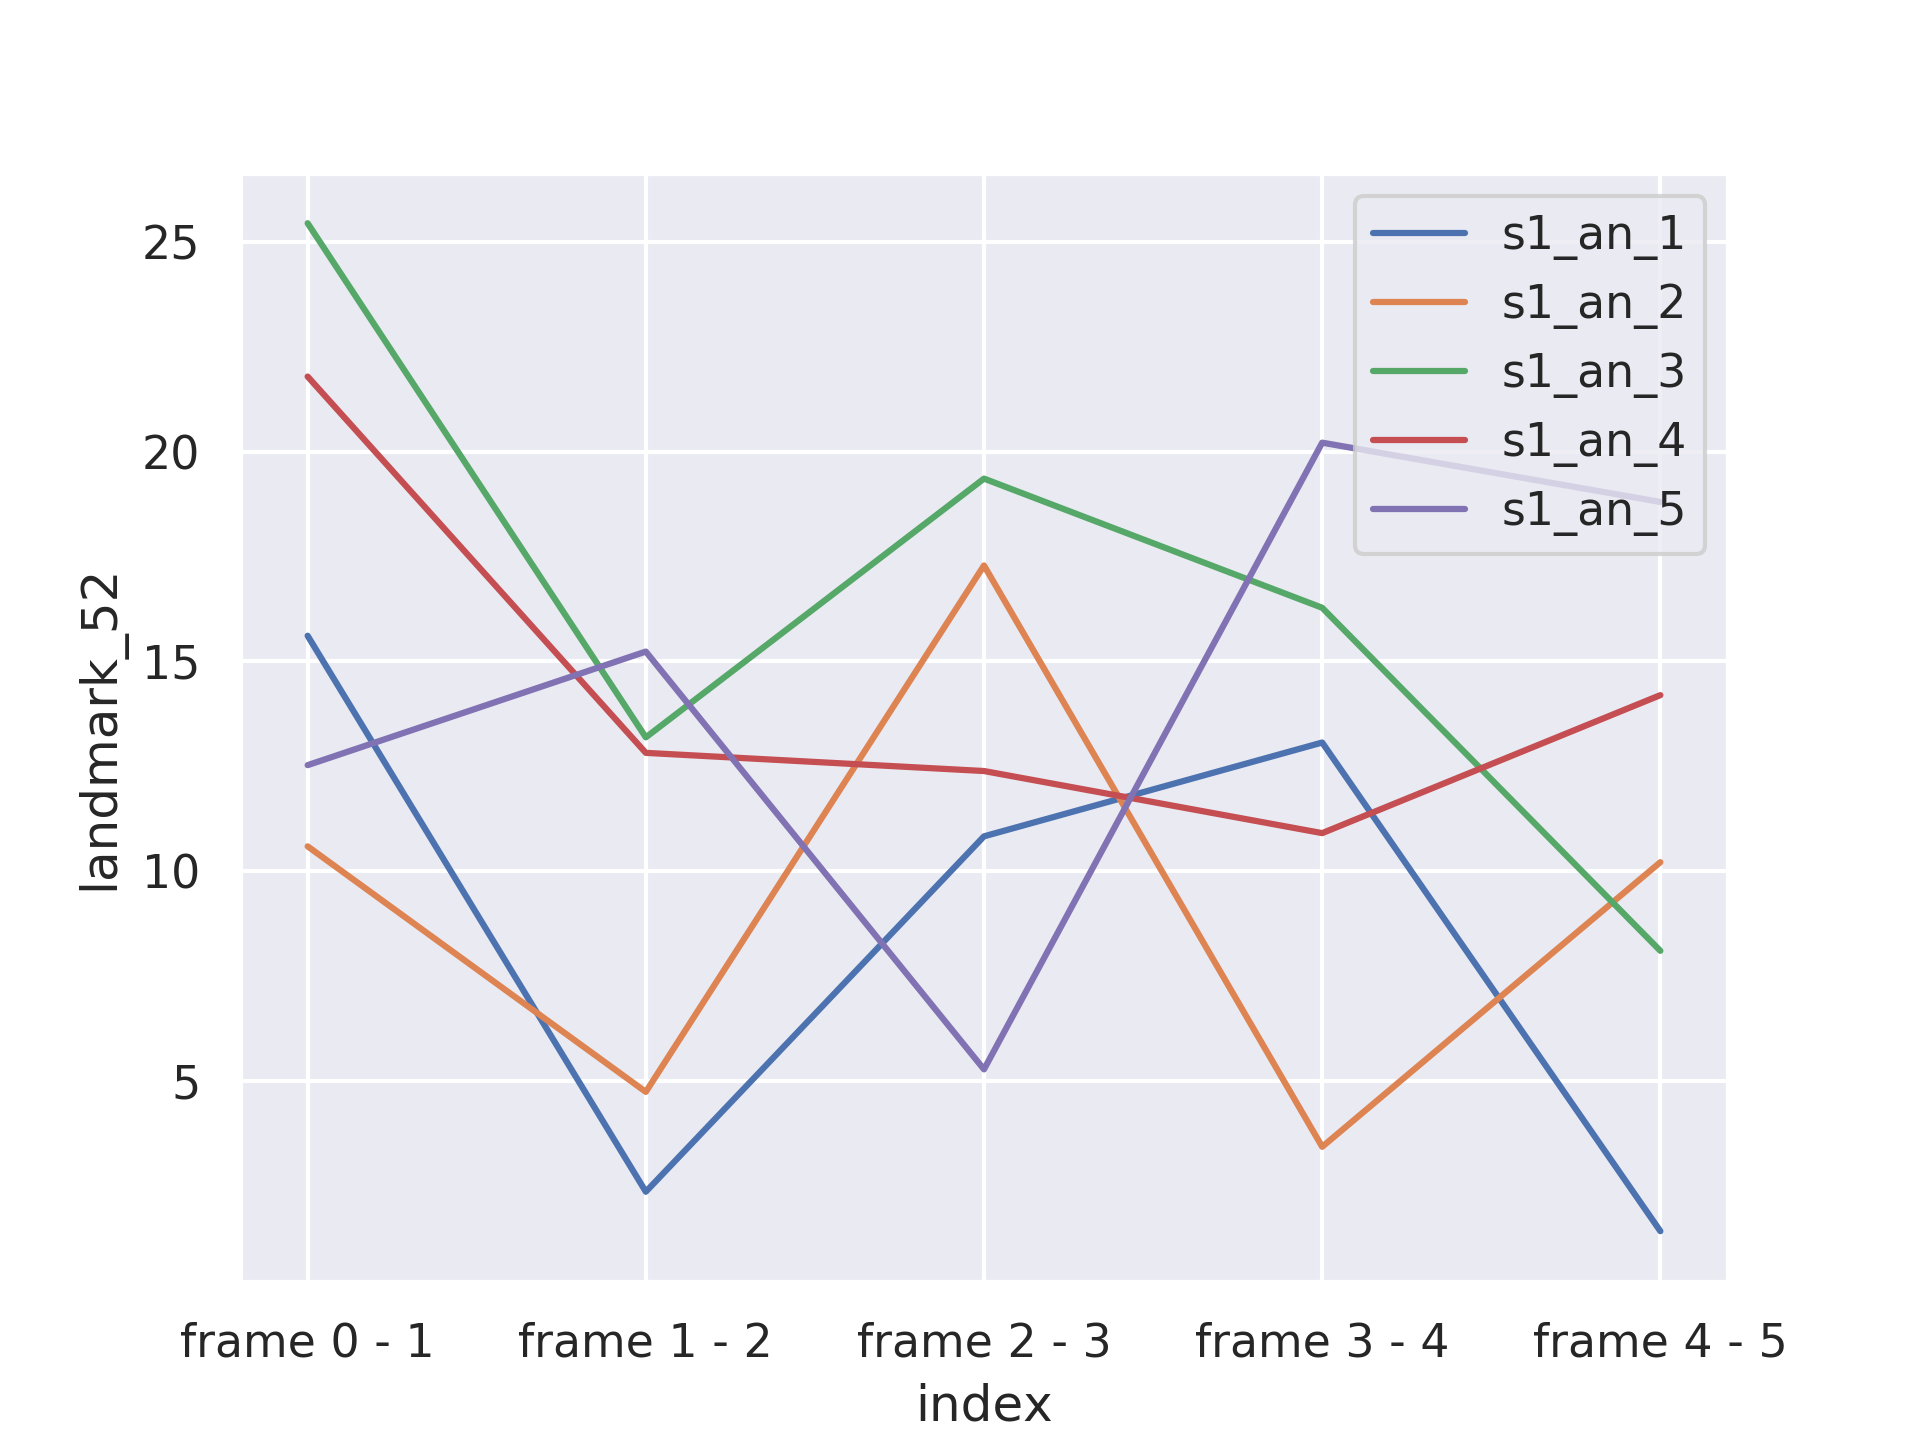 s1_an_1
s1_an_2
s1_an_3
s1_an_4
s1_an_5
25
20
15
10
5
landmark_52
frame 0 - 1
frame 1 - 2
frame 2 - 3
frame 3 - 4
frame 4 - 5
index